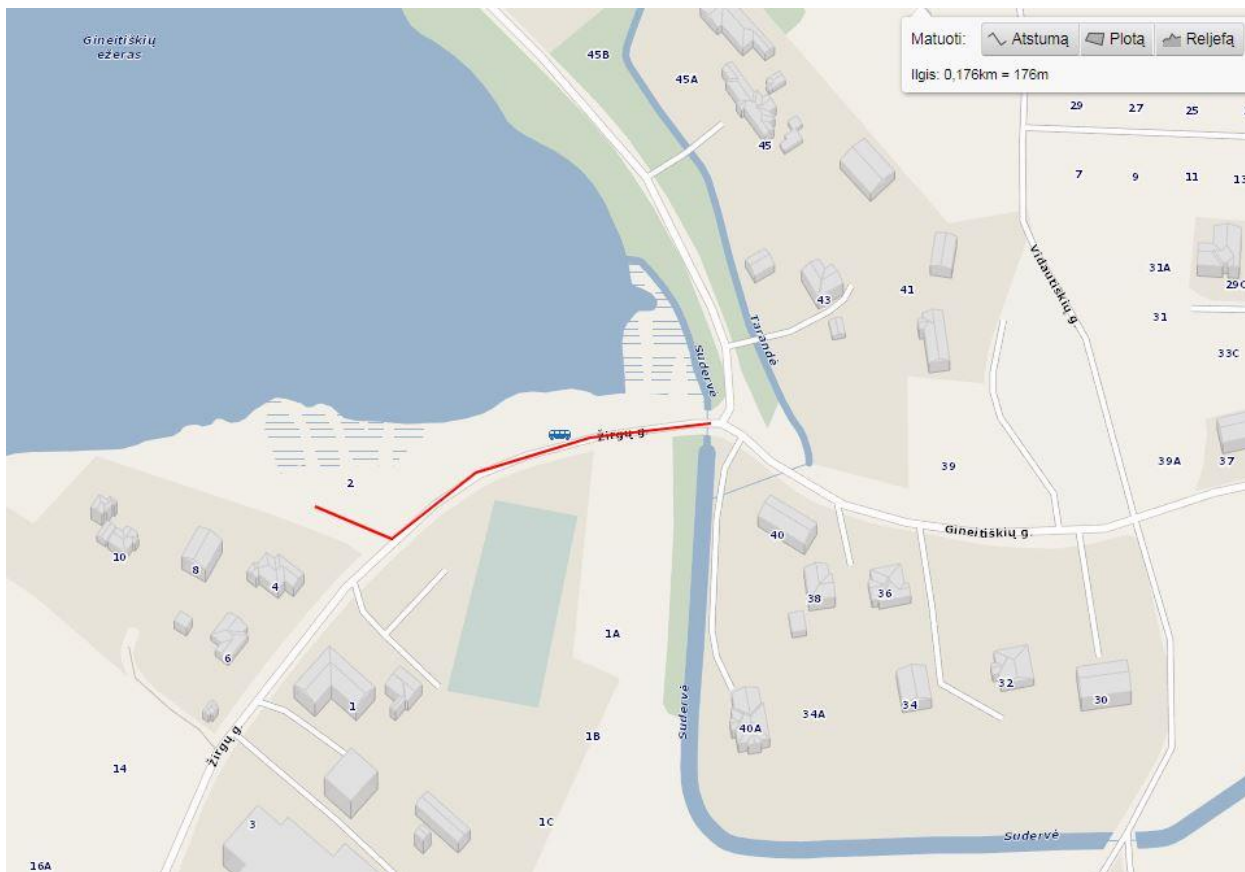 Gineitiškių
ežeras
45B
45A
45
Matuoti:
Atstumą
Plotą
Reljefą
Ilgis: 0,176km = 176m
29
27
25
7
9
11
13
Vidautiškių g.
31A
29C
31
33C
41
43
Tarandė
Sudervė
Žirgų g.
2
39
39A
37
Gineitiškių g.
40
10
8
4
38
36
6
1A
1
34
32
30
40A
34A
Sudervė
Žirgų g.
1B
14
3
1C
Sudervė
16A